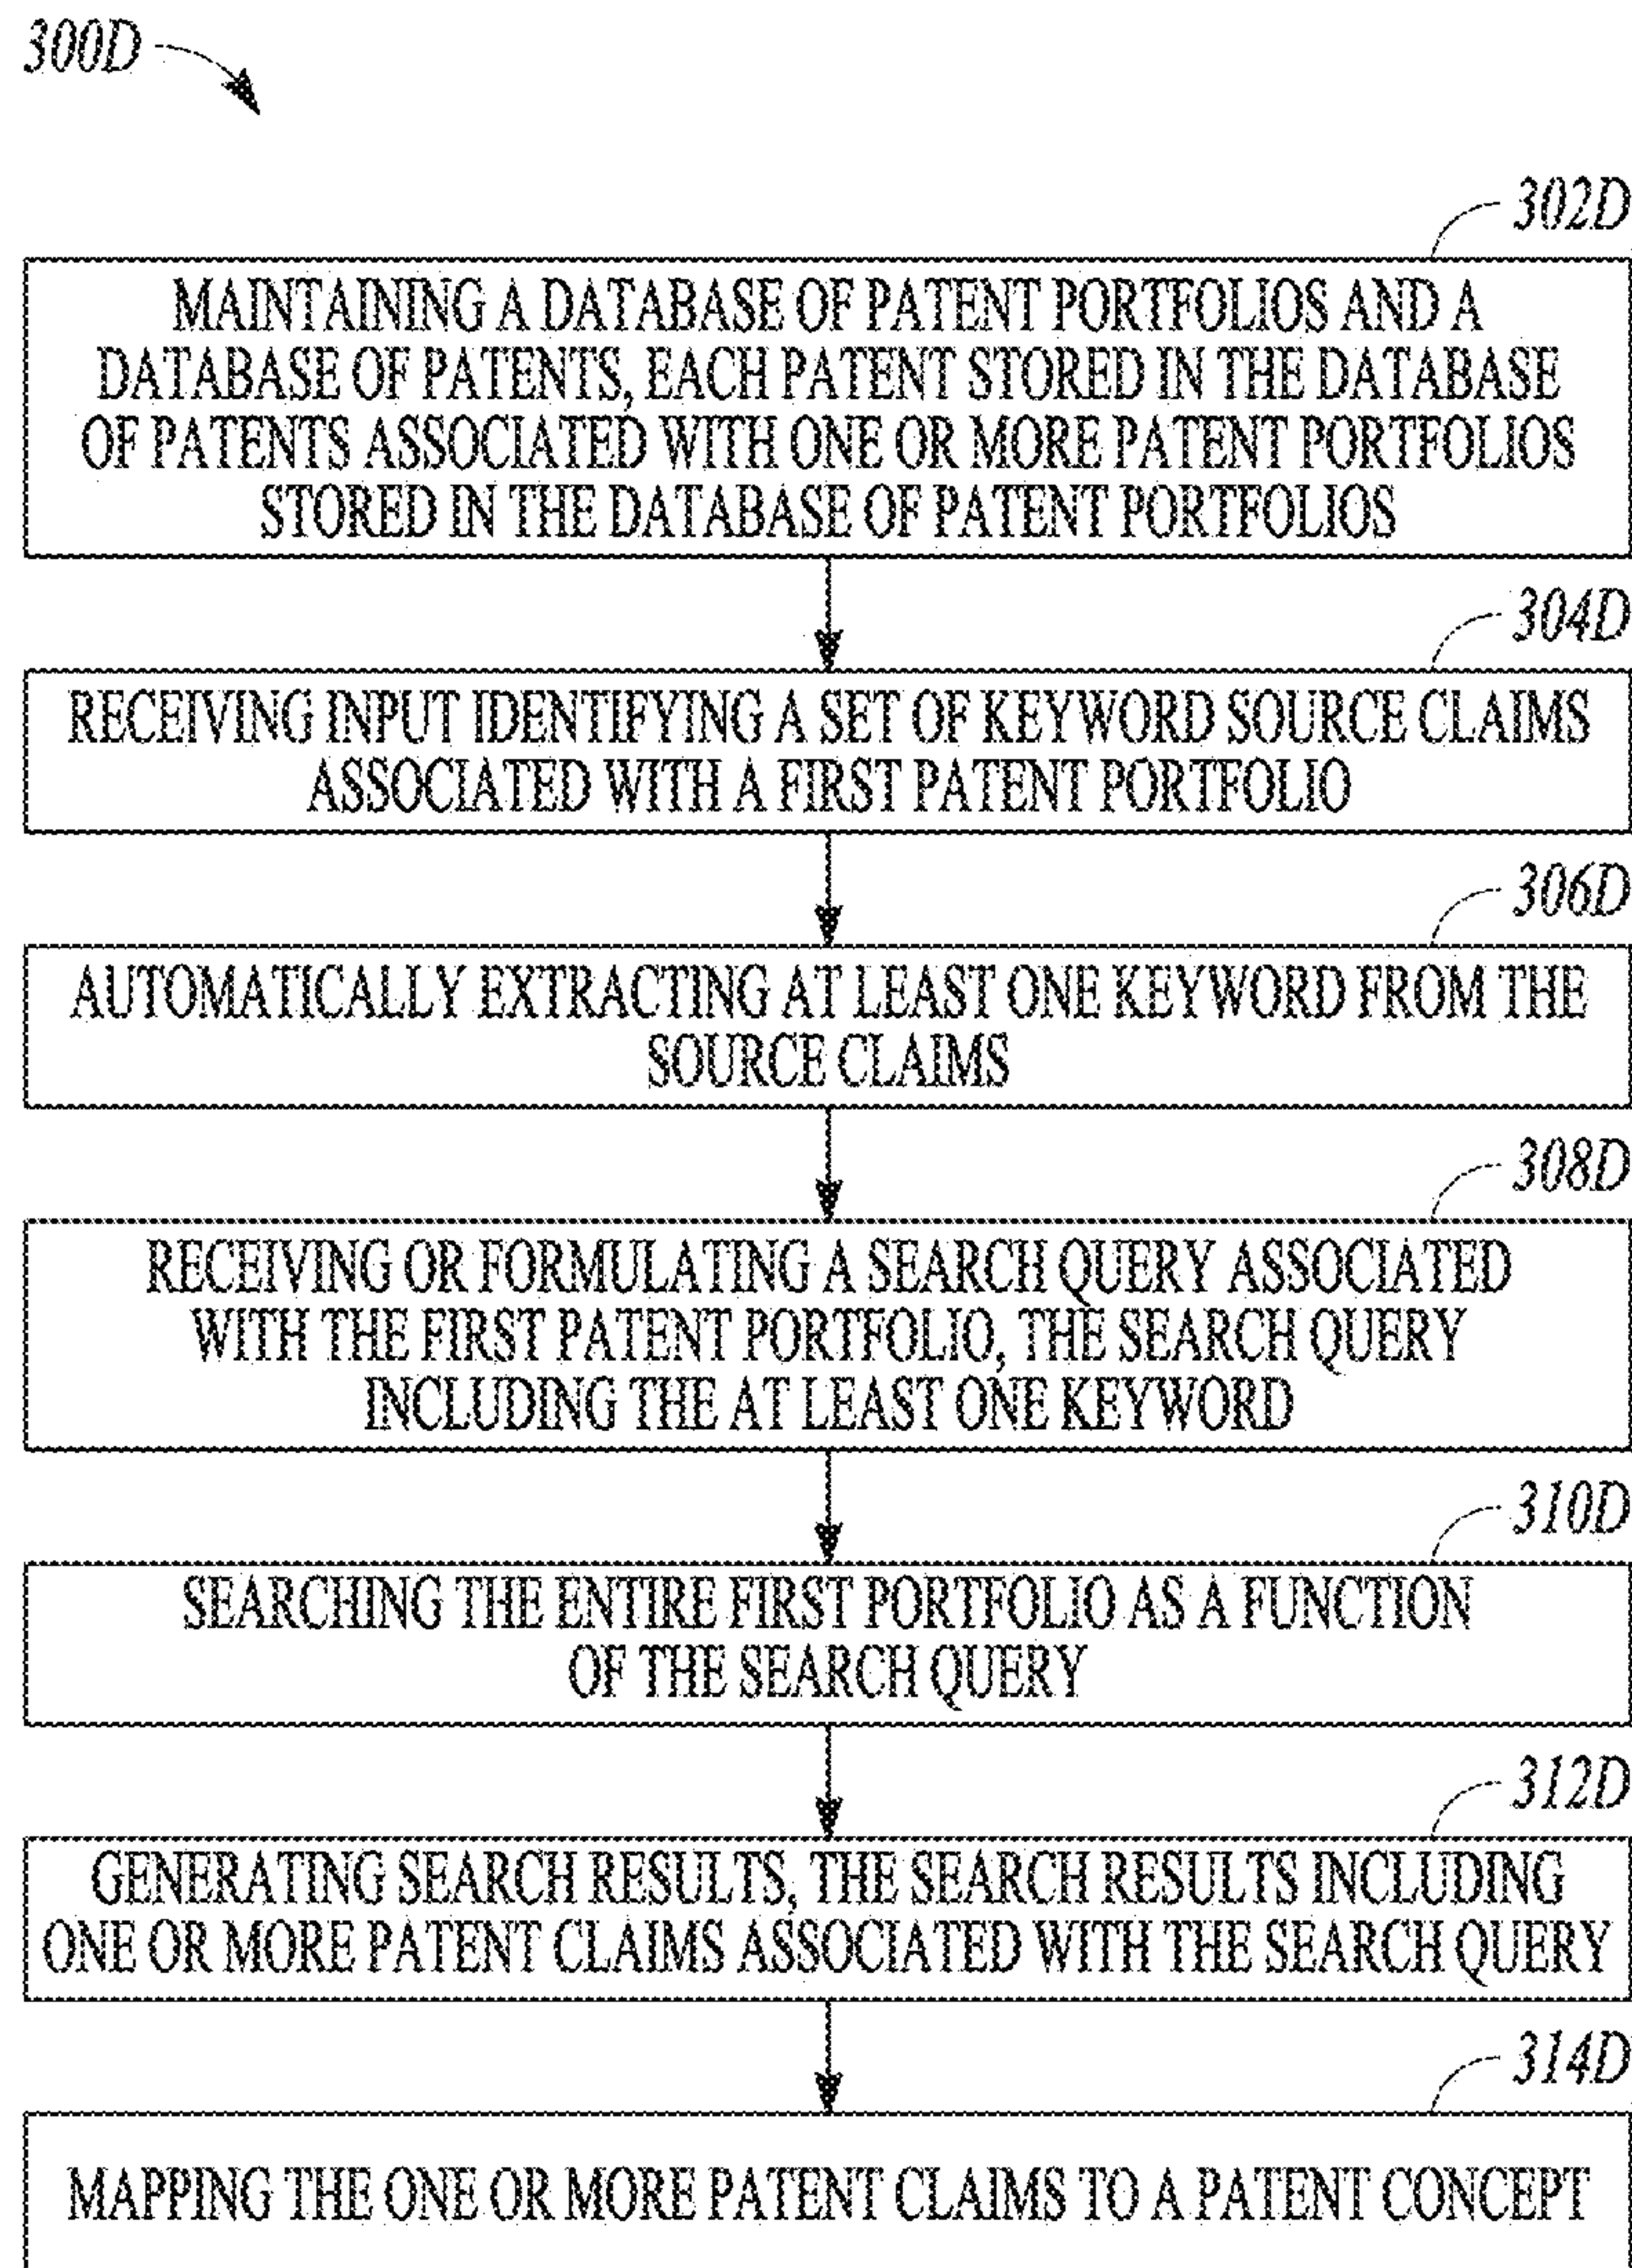 300D
302D
MAINTAINING A DATABASE OF PATENT PORTFOLIOS AND A
DATABASE OF PATENTS, EACH PATENT STORED IN THE DATABASE
OF PATENTS ASSOCIATED WITH ONE OR MORE PATENT PORTFOLIOS
STORED IN THE DATABASE OF PATENT PORTFOLIOS
304D
RECEIVING INPUT IDENTIFYING A SET OF KEYWORD SOURCE CLAIMS
ASSOCIATED WITH A FIRST PATENT PORTFOLIO
306D
AUTOMATICALLY EXTRACTING AT LEAST ONE KEYWORD FROM THE
SOURCE CLAIMS
308D
RECEIVING OR FORMULATING A SEARCH QUERY ASSOCIATED
WITH THE FIRST PATENT PORTFOLIO, THE SEARCH QUERY
INCLUDING THE AT LEAST ONE KEYWORD
310D
SEARCHING THE ENTIRE FIRST PORTFOLIO AS A FUNCTION
OF THE SEARCH QUERY
312D
GENERATING SEARCH RESULTS, THE SEARCH RESULTS INCLUDING
ONE OR MORE PATENT CLAIMS ASSOCIATED WITH THE SEARCH QUERY
314D
MAPPING THE ONE OR MORE PATENT CLAIMS TO A PATENT CONCEPT